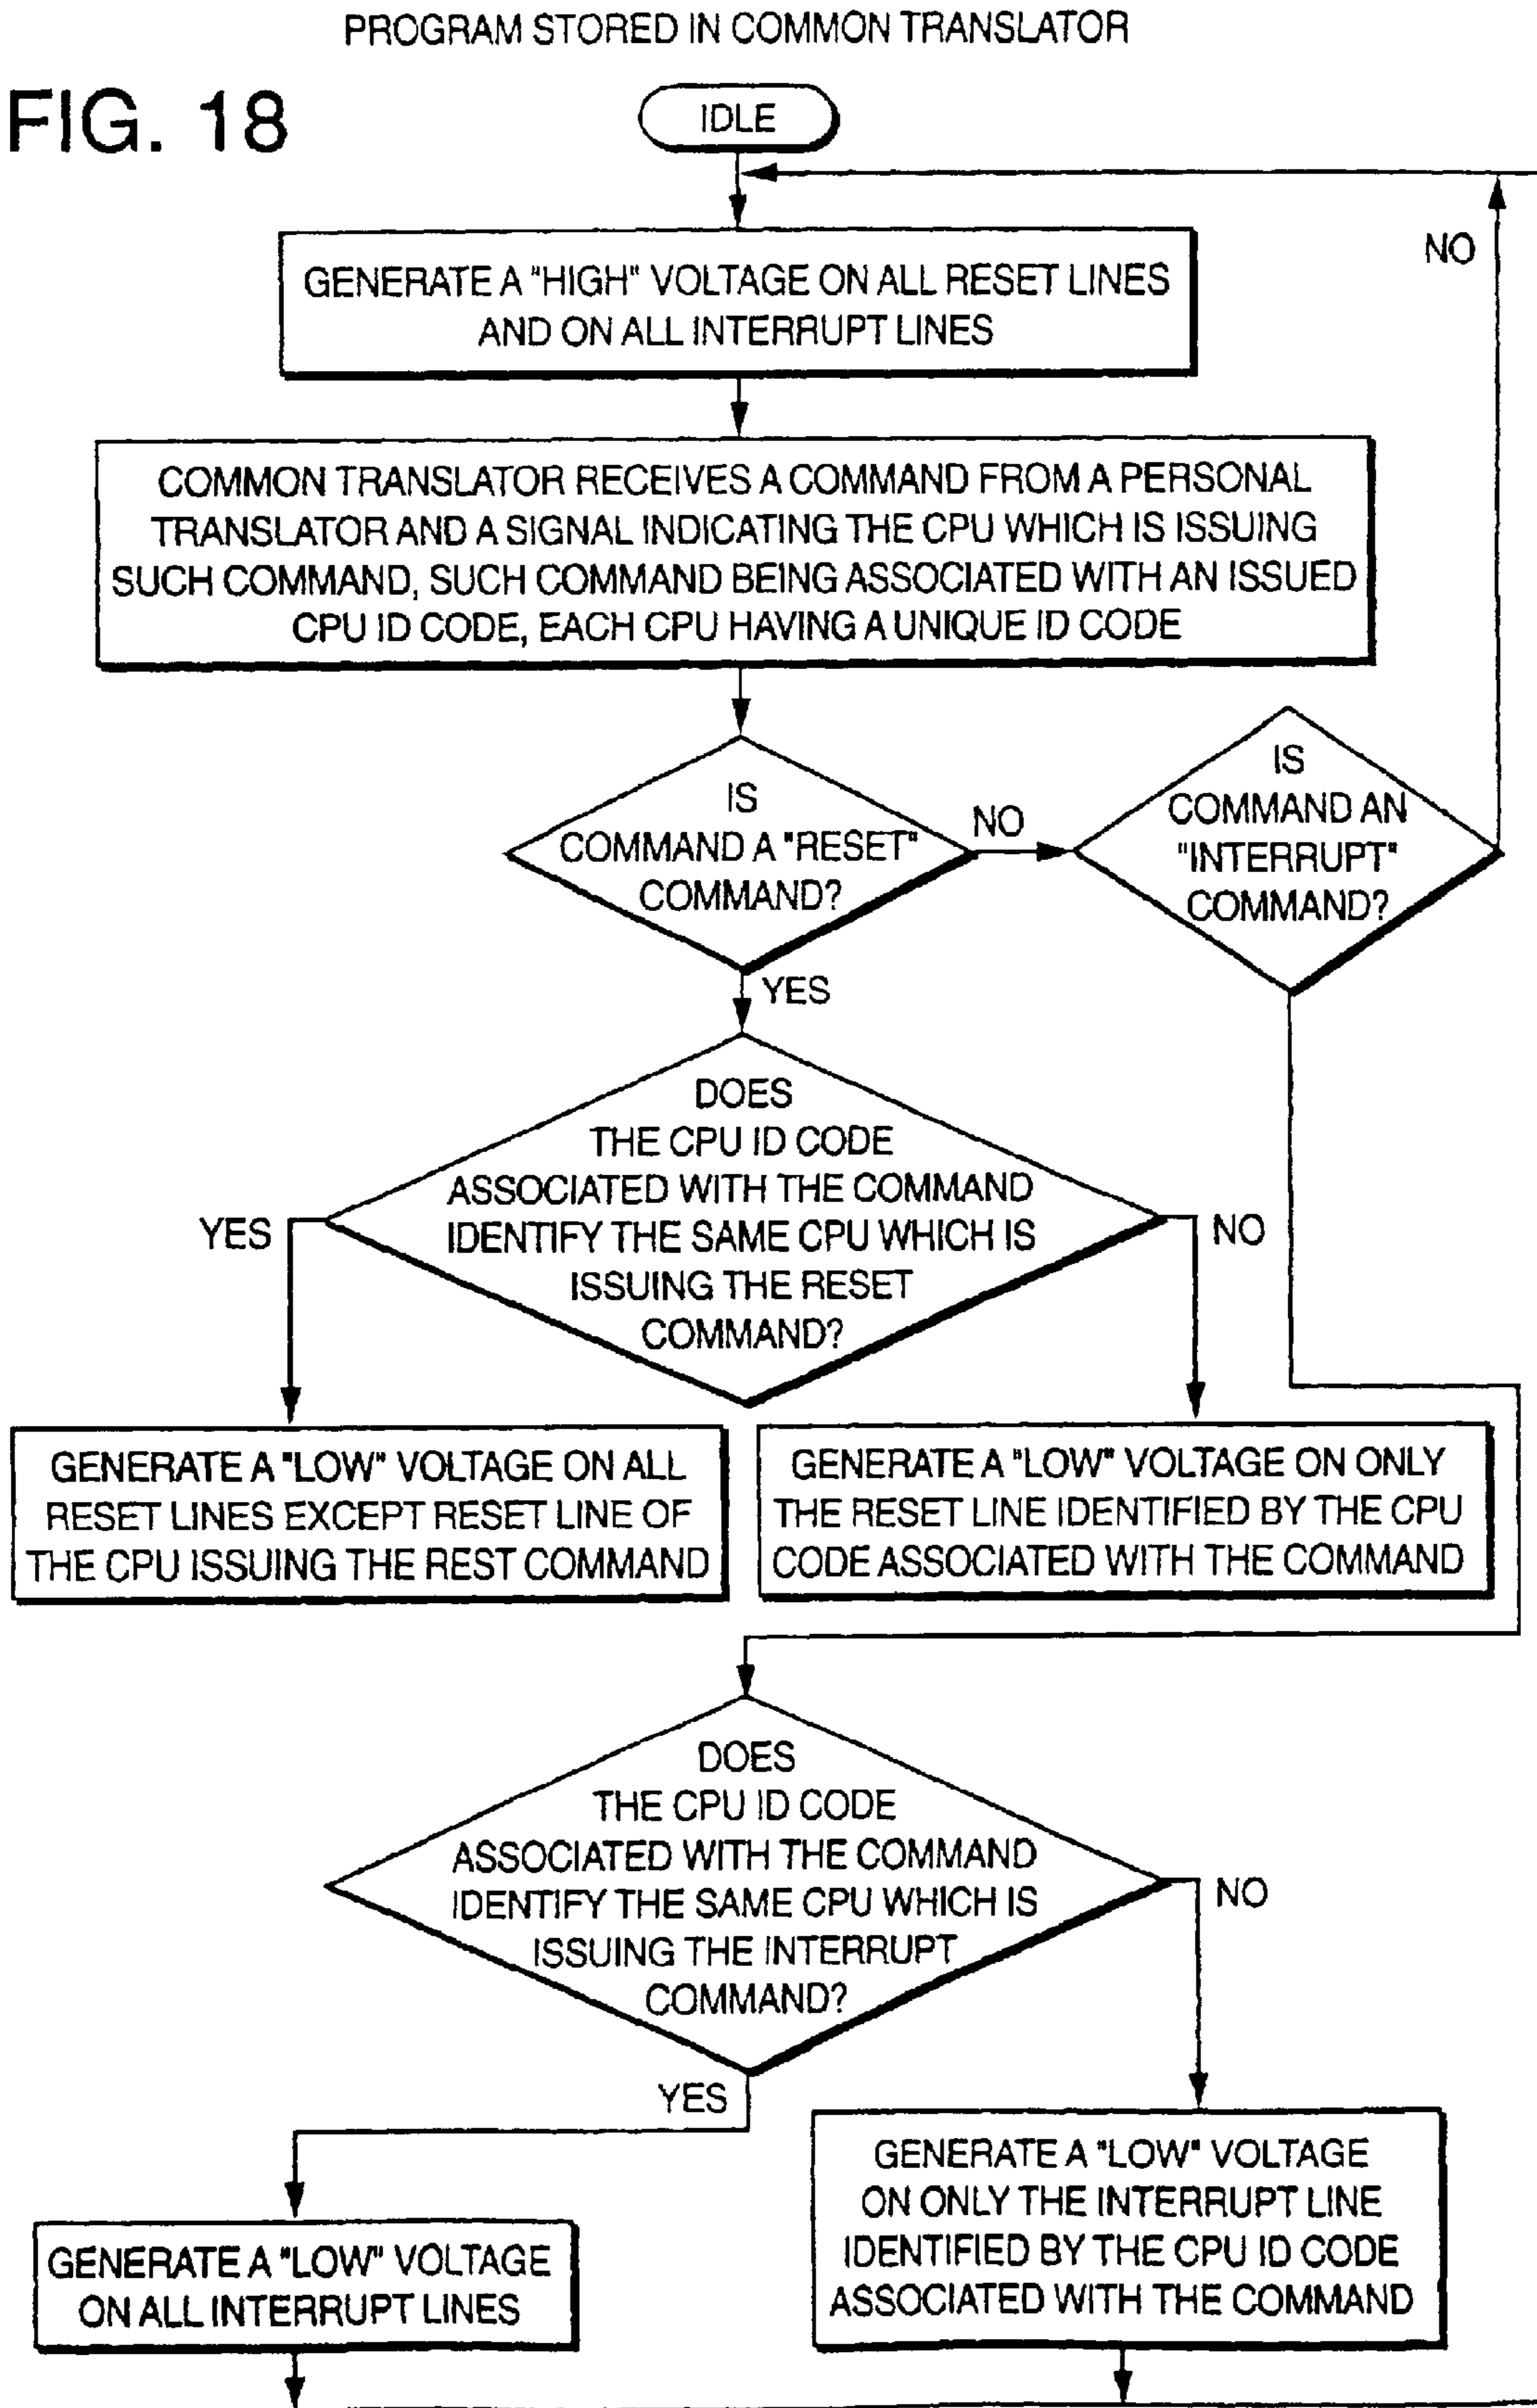 PROGRAM STORED IN COMMON TRANSLATOR
FIG. 18
IDLE
GENERATE A "HIGH" VOLTAGE ON ALL RESET LINES
AND ON ALL INTERRUPT LINES
NO
COMMON TRANSLATOR RECEIVES A COMMAND FROM A PERSONAL
TRANSLATOR AND A SIGNAL INDICATING THE CPU WHICH IS ISSUING
SUCH COMMAND, SUCH COMMAND BEING ASSOCIATED WITH AN ISSUED
CPU ID CODE, EACH CPU HAVING A UNIQUE ID CODE
IS
COMMAND A "RESET"
COMMAND?
NO
IS
COMMAND AN
"INTERRUPT"
COMMAND?
YES
DOES
THE CPU ID CODE
ASSOCIATED WITH THE COMMAND
IDENTIFY THE SAME CPU WHICH IS
ISSUING THE RESET
COMMAND?
YES
NO
GENERATE A "LOW" VOLTAGE ON ALL
RESET LINES EXCEPT RESET LINE OF
THE CPU ISSUING THE REST COMMAND
GENERATE A "LOW" VOLTAGE ON ONLY
THE RESET LINE IDENTIFIED BY THE CPU
CODE ASSOCIATED WITH THE COMMAND
DOES
THE CPU ID CODE
ASSOCIATED WITH THE COMMAND
IDENTIFY THE SAME CPU WHICH IS
ISSUING THE INTERRUPT
COMMAND?
NO
YES
GENERATE A "LOW" VOLTAGE
ON ALL INTERRUPT LINES
GENERATE A "LOW" VOLTAGE
ON ONLY THE INTERRUPT LINE
IDENTIFIED BY THE CPU ID CODE
ASSOCIATED WITH THE COMMAND